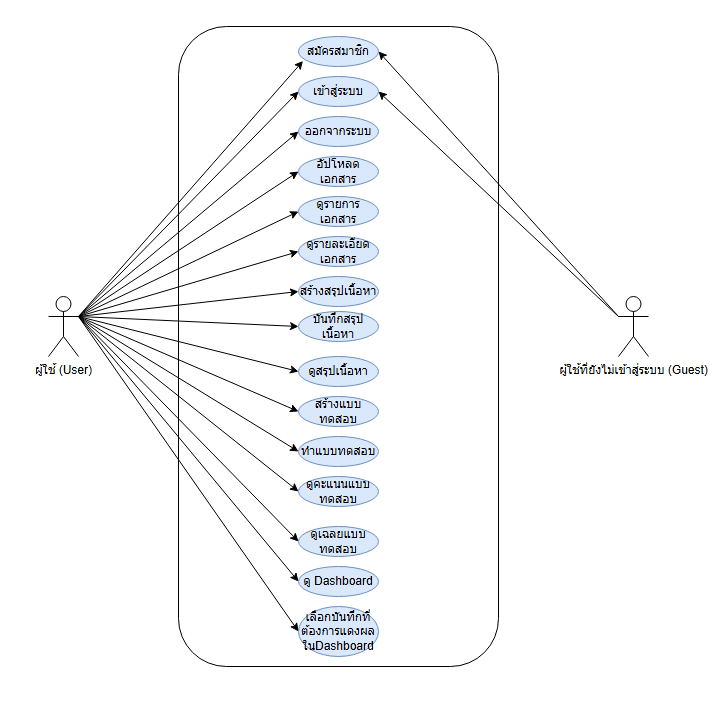 สมัครสมาชิก
เข้าสู่ระบบ
ออกจากระบบ
อัปโหลด
เอกสาร
ดูรายการ
เอกสาร
ดูรายละเอียด
เอกสาร
สร้างสรุปเนื้อหา
บันทึกสรุป
เนื้อหา
ดูสรุปเนื้อหา
สร้างแบบ
ทดสอบ
ทำแบบทดสอบ
ดูคะแนนแบบ
ทดสอบ
ดูเฉลยแบบ
ทดสอบ
ดู Dashboard
เลือกบันทึกที่
ต้องการแดงผล
ในDashboard
ผู้ใช้ (User)
ผู้ใช้ที่ยังไม่เข้าสู่ระบบ (Guest)